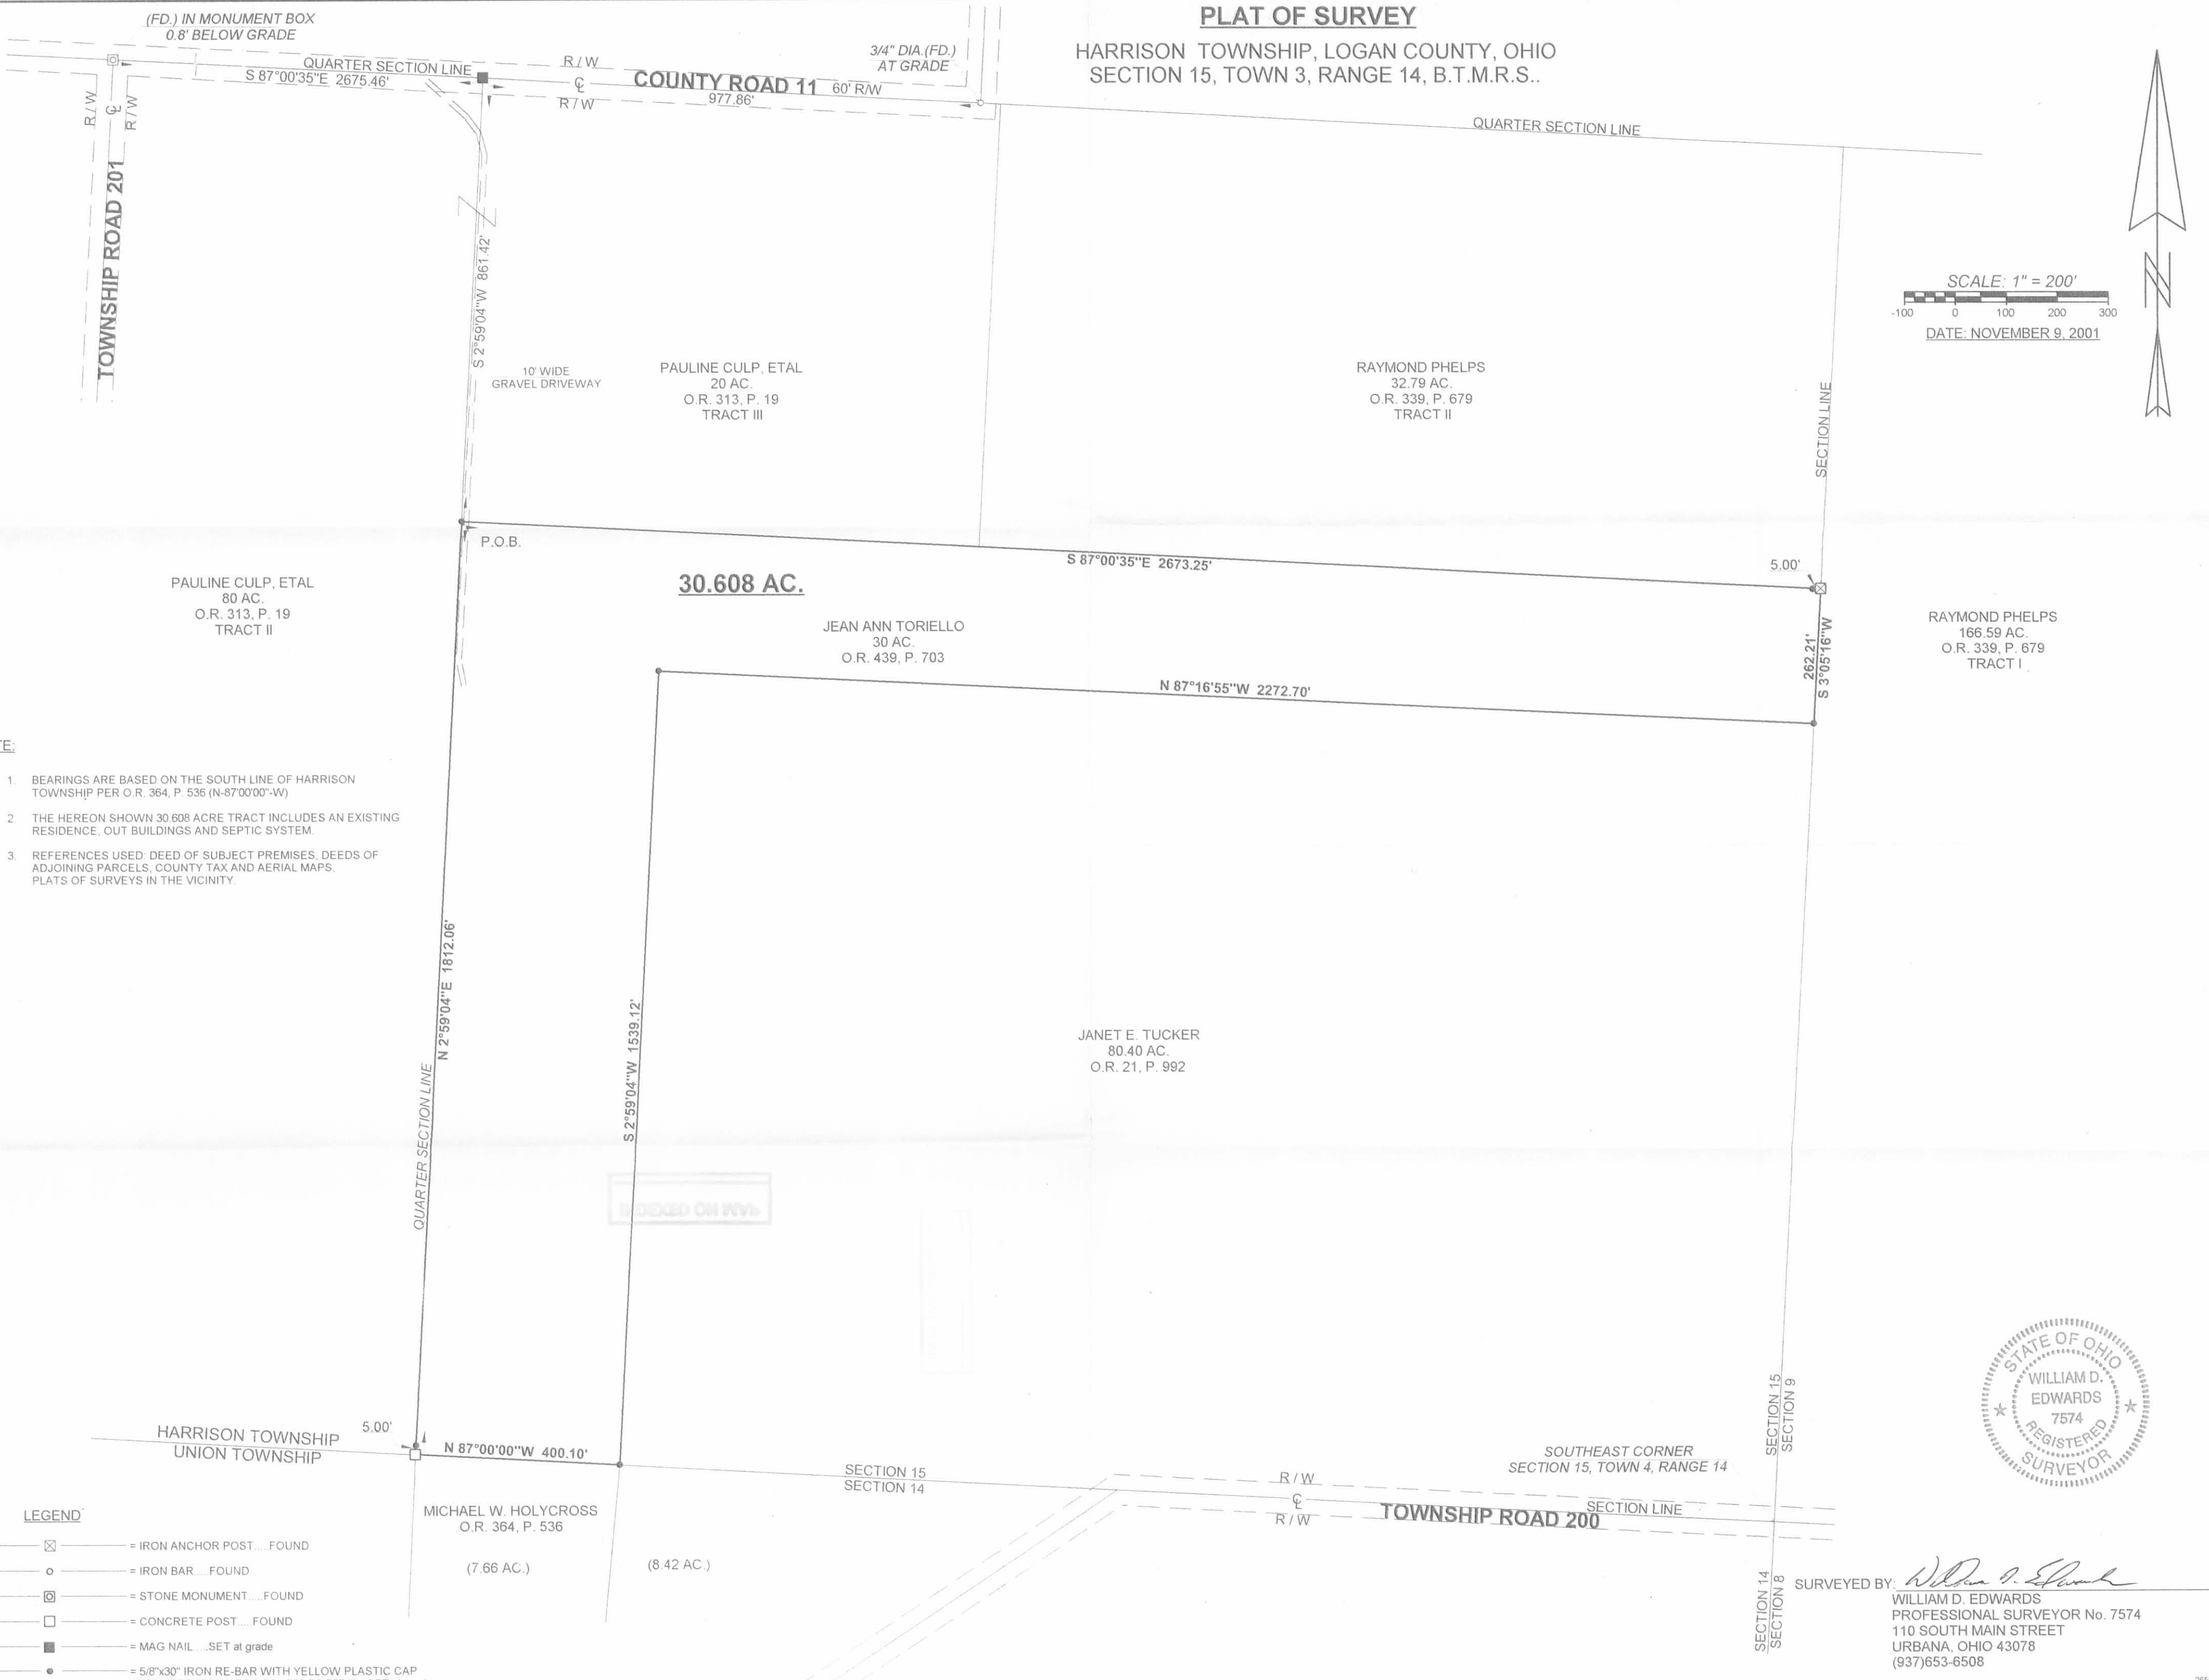 PLAT OF SURVEY
HARRISON TOWNSHIP, LOGAN COUNTY, OHIO
SECTION 15, TOWN 3, RANGE 14, B.T.M.R.S..
(FD.) IN MONUMENT BOX
0.8' BELOW GRADE
QUARTER SECTION LINE
S 87°00'35"E 2675.46'
R / W
℄
R / W
COUNTY ROAD 11 60' R/W
977.86'
3/4" DIA.(FD.)
AT GRADE
QUARTER SECTION LINE
R / W
℄
R / W
TOWNSHIP ROAD 201
S 2°59'04"W 861.42'
10' WIDE
GRAVEL DRIVEWAY
PAULINE CULP, ETAL
20 AC.
O.R. 313, P. 19
TRACT III
RAYMOND PHELPS
32.79 AC.
O.R. 339, P. 679
TRACT II
SECTION LINE
N
SCALE: 1" = 200'
-100 0 100 200 300
DATE: NOVEMBER 9, 2001
P.O.B.
S 87°00'35"E 2673.25'
5.00'
PAULINE CULP, ETAL
80 AC.
O.R. 313, P. 19
TRACT II
30.608 AC.
JEAN ANN TORIELLO
30 AC.
O.R. 439, P. 703
262.21'
S 3°05'16"W
RAYMOND PHELPS
166.59 AC.
O.R. 339, P. 679
TRACT I
N 87°16'55"W 2272.70'
TE:
1. BEARINGS ARE BASED ON THE SOUTH LINE OF HARRISON
TOWNSHIP PER O.R. 364, P. 536 (N-87'00'00"-W)
2. THE HEREON SHOWN 30.608 ACRE TRACT INCLUDES AN EXISTING
RESIDENCE, OUT BUILDINGS AND SEPTIC SYSTEM.
3. REFERENCES USED: DEED OF SUBJECT PREMISES, DEEDS OF
ADJOINING PARCELS, COUNTY TAX AND AERIAL MAPS.
PLATS OF SURVEYS IN THE VICINITY.
N 2°59'04"E 1812.06'
QUARTER SECTION LINE
S 2°59'04"W 1539.12'
JANET E. TUCKER
80.40 AC.
O.R. 21, P. 992
INDEXED ON MAP
HARRISON TOWNSHIP
UNION TOWNSHIP
5.00'
N 87°00'00"W 400.10'
SECTION 15
SECTION 14
SECTION 15
SECTION 9
SOUTHEAST CORNER
SECTION 15, TOWN 4, RANGE 14
R / W
℄
R / W
TOWNSHIP ROAD 200
SECTION LINE
SECTION 14
SECTION 8
MICHAEL W. HOLYCROSS
O.R. 364, P. 536
(7.66 AC.)
(8.42 AC.)
LEGEND
= IRON ANCHOR POST....FOUND
= IRON BAR....FOUND
= STONE MONUMENT....FOUND
= CONCRETE POST....FOUND
= MAG NAIL....SET at grade
= 5/8"x30" IRON RE-BAR WITH YELLOW PLASTIC CAP
STATE OF OHIO
WILLIAM D.
EDWARDS
7574
REGISTERED
SURVEYOR
SURVEYED BY: William D. Edwards
WILLIAM D. EDWARDS
PROFESSIONAL SURVEYOR No. 7574
110 SOUTH MAIN STREET
URBANA, OHIO 43078
(937)653-6508